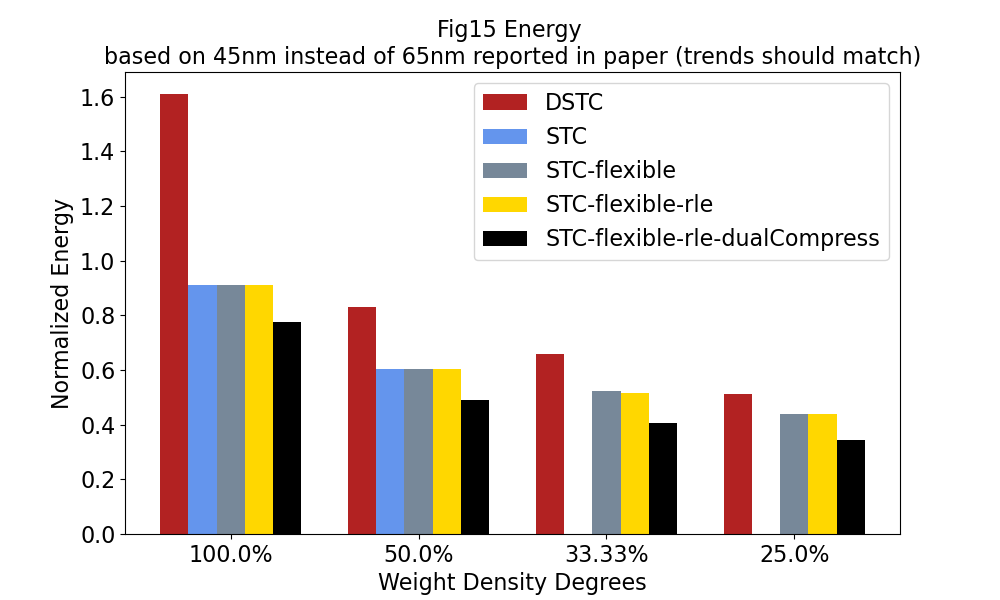 Fig15 Energy
based on 45nm instead of 65nm reported in paper (trends should match)
DSTC
STC
STC-flexible
STC-flexible-rle
STC-flexible-rle-dualCompress
Normalized Energy
1.6
1.4
1.2
1.0
0.8
0.6
0.4
0.2
0.0
100.0% 50.0% 33.33% 25.0%
Weight Density Degrees